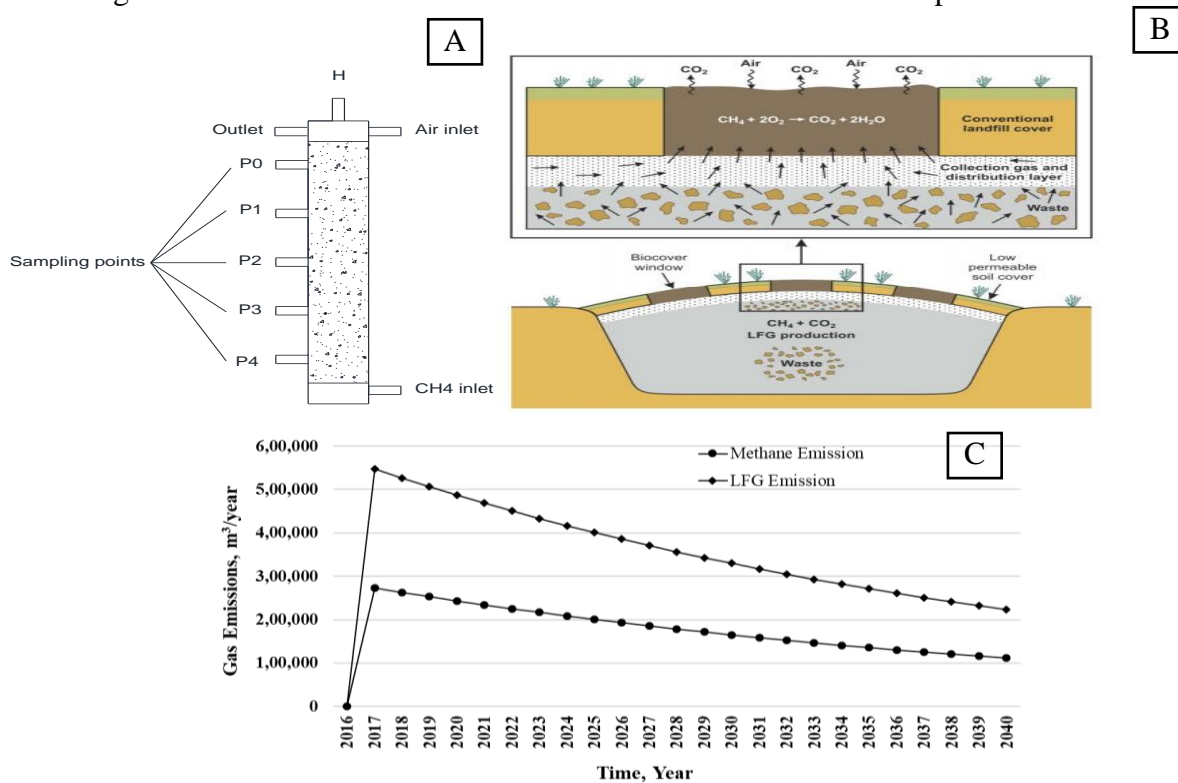 A
H
Outlet
Air inlet
P0
P1
Sampling points
P2
P3
P4
CH4 inlet
B
CO₂ Air CO₂ Air CO₂
CH₄ + 2O₂ → CO₂ + 2H₂O
Conventional
landfill cover
Collection gas and
distribution layer
Waste
Biocover
window
Low
permeable
soil cover
CH₄ + CO₂
LFG production
Waste
C
Methane Emission
LFG Emission
Gas Emissions, m³/year
6,00,000
5,00,000
4,00,000
3,00,000
2,00,000
1,00,000
0
2016 2017 2018 2019 2020 2021 2022 2023 2024 2025 2026 2027 2028 2029 2030 2031 2032 2033 2034 2035 2036 2037 2038 2039 2040
Time, Year